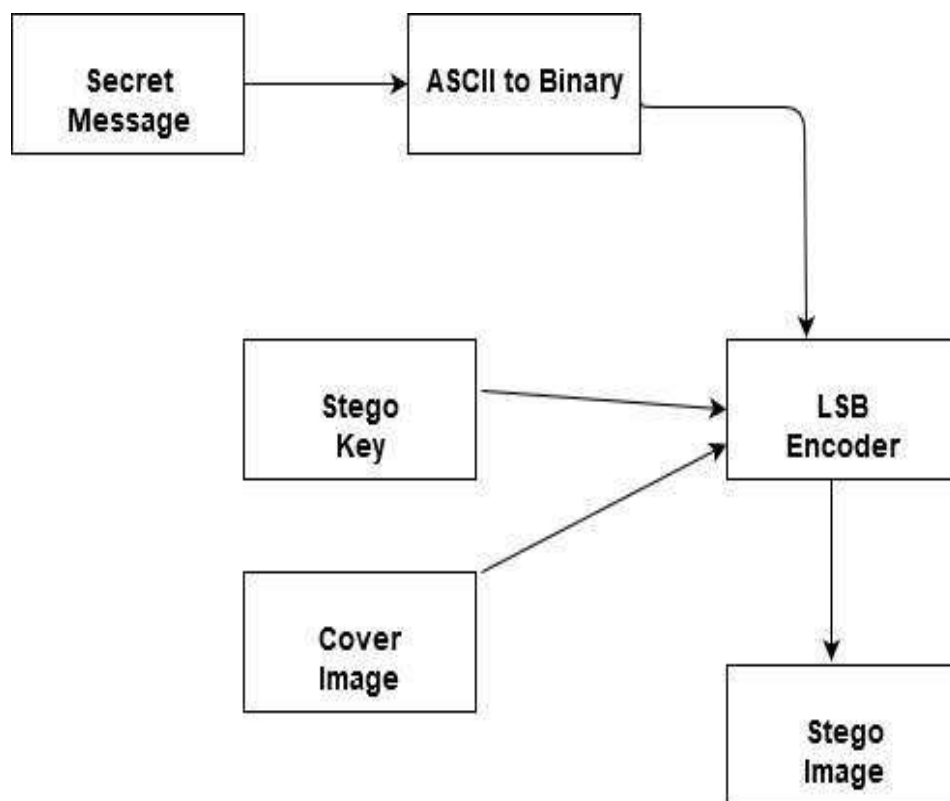 Secret
Message
ASCII to Binary
Stego
Key
LSB
Encoder
Cover
Image
Stego
Image